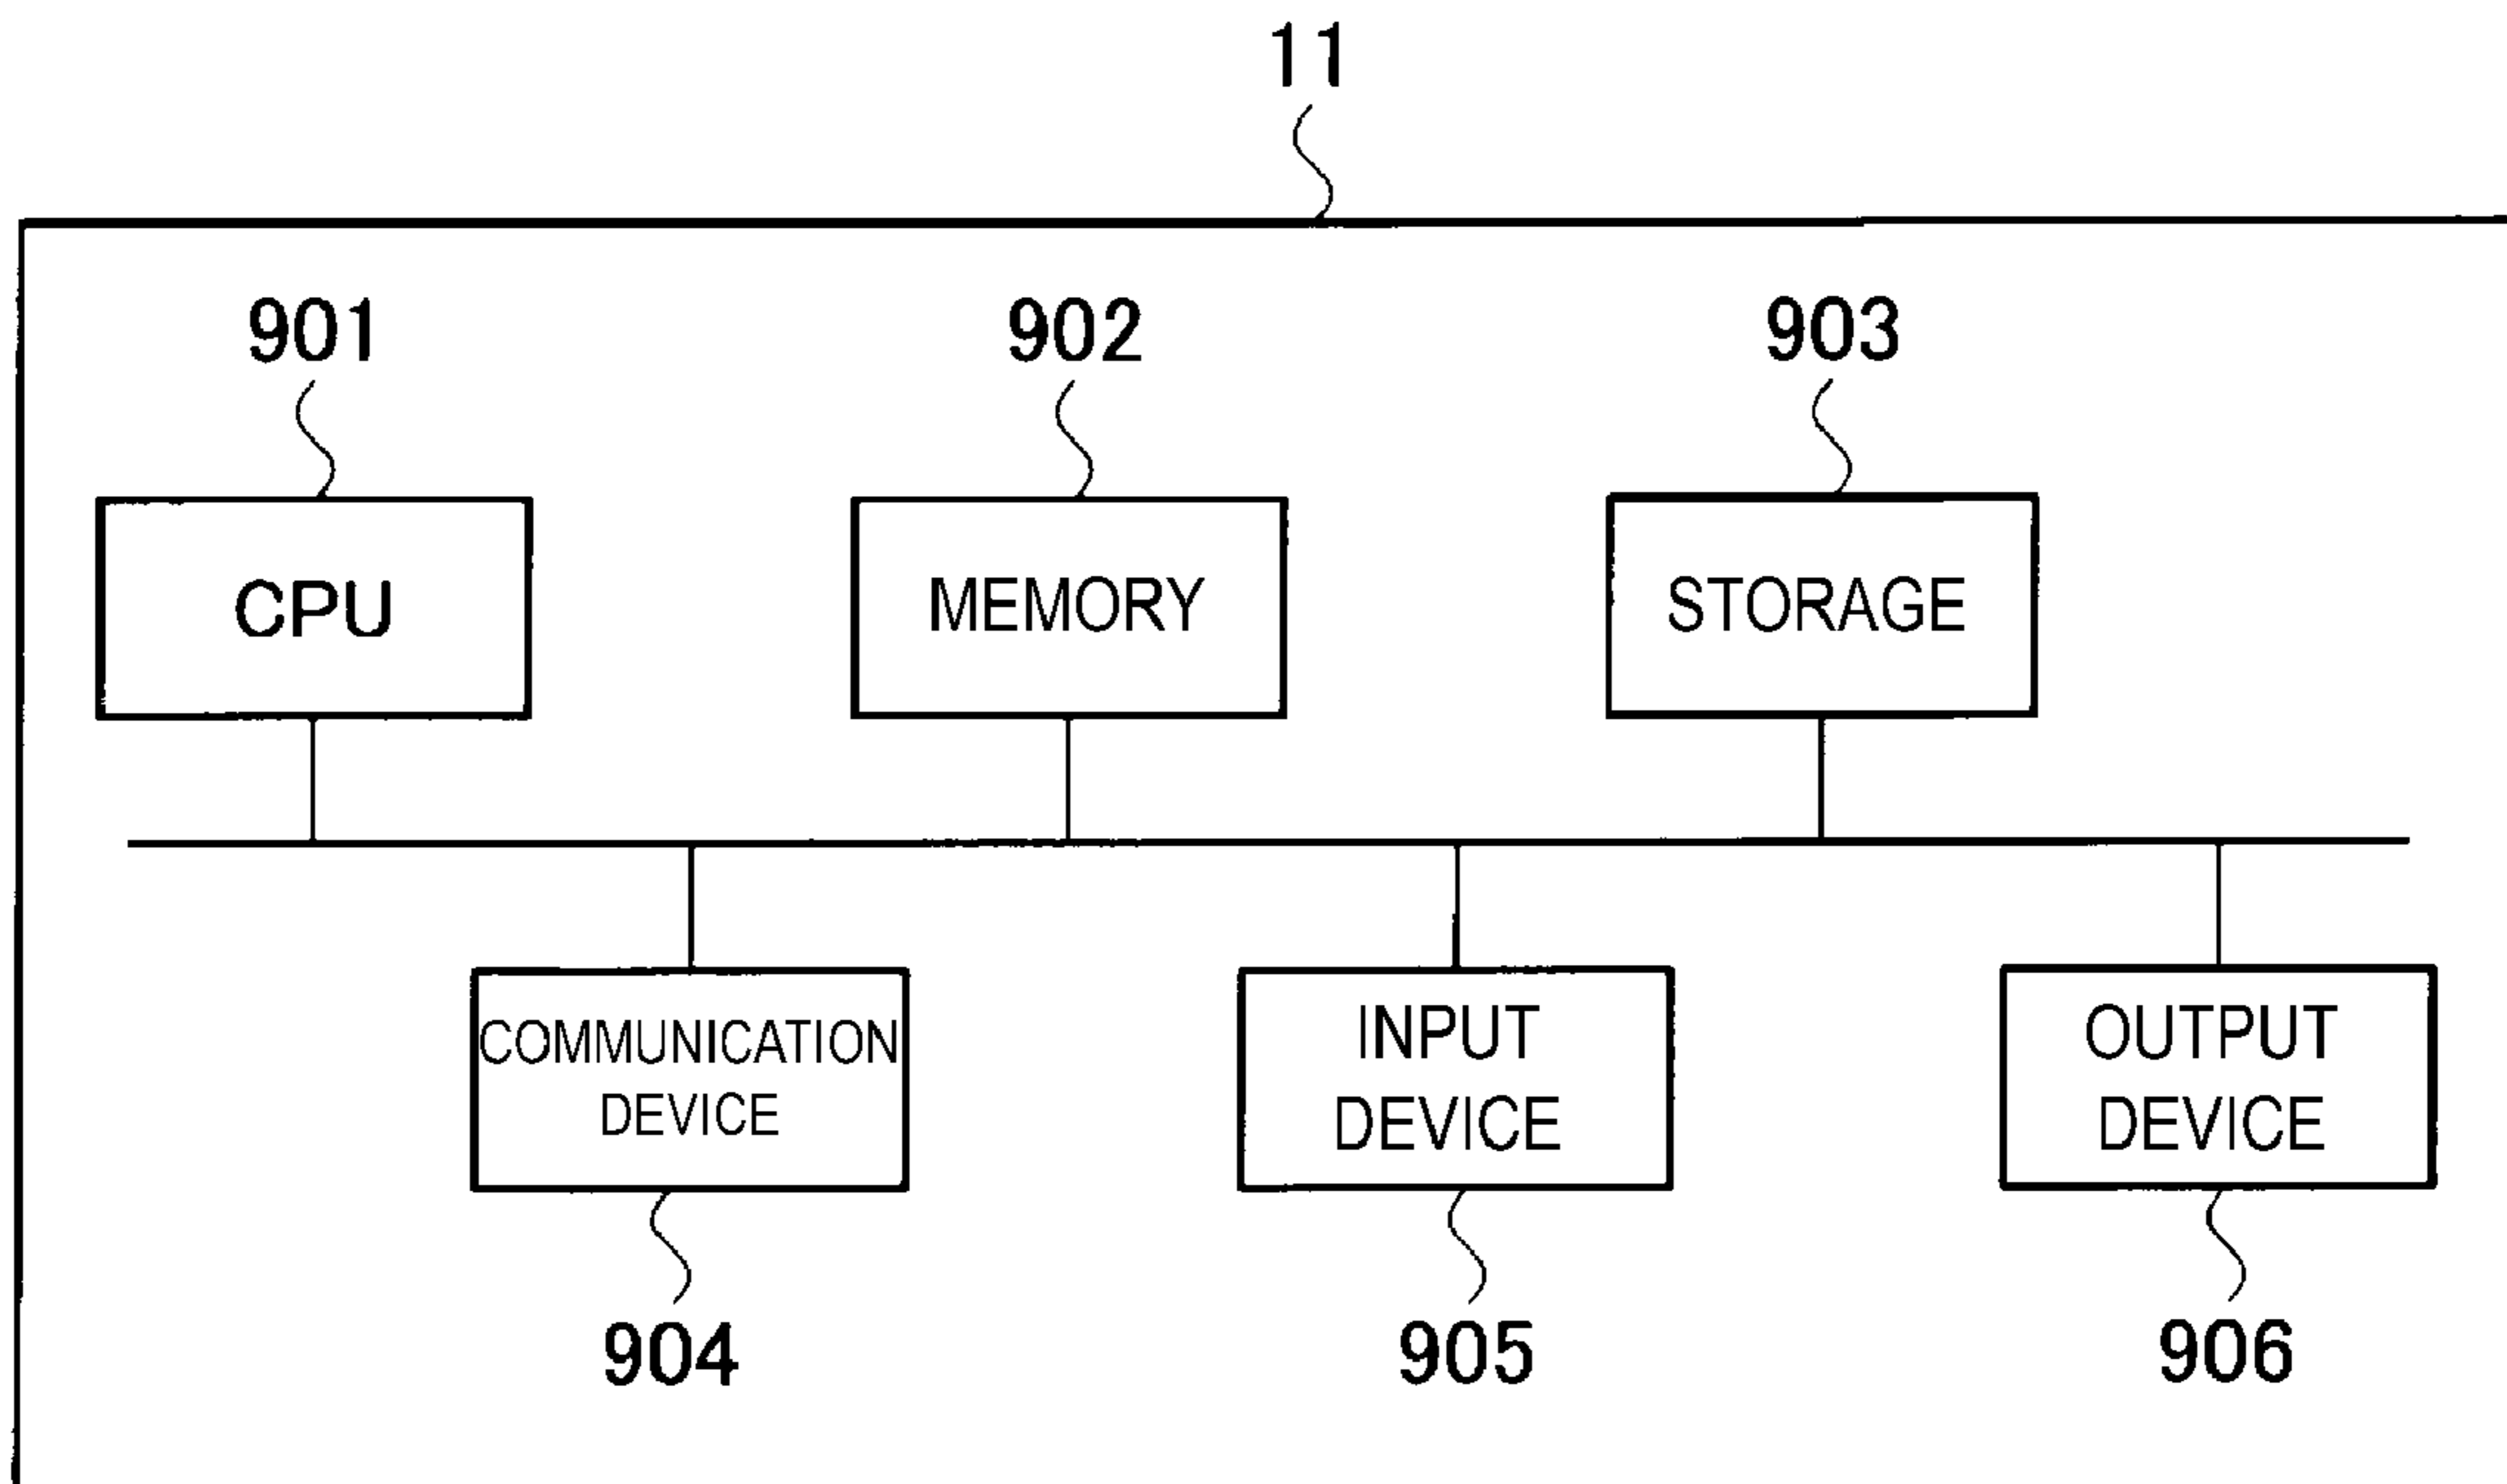 11
901
902
903
CPU
MEMORY
STORAGE
COMMUNICATION
DEVICE
INPUT
DEVICE
OUTPUT
DEVICE
904
905
906